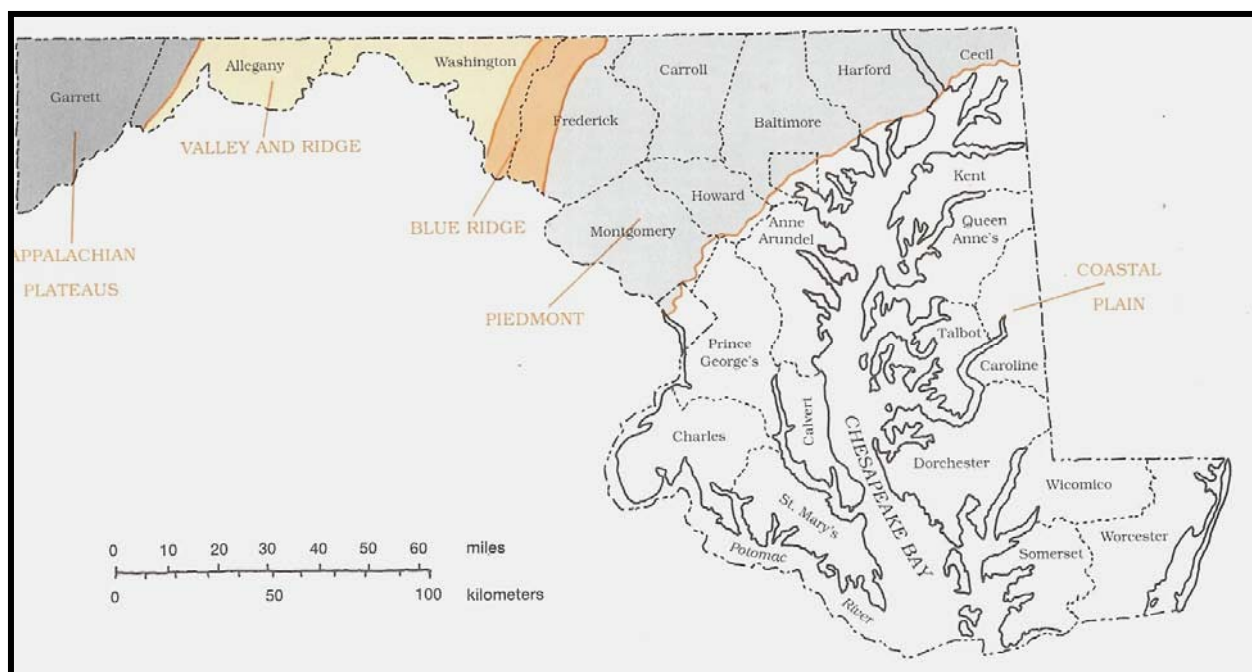 Allegany
Washington
Carroll
Harford
Cecil
Garrett
Frederick
Baltimore
VALLEY AND RIDGE
Kent
Howard
BLUE RIDGE
Montgomery
Anne
Arundel
Queen
Anne's
APPALACHIAN
PLATEAUS
COASTAL
PLAIN
PIEDMONT
Prince
George's
Talbot
Caroline
Calvert
CHESAPEAKE BAY
Charles
Dorchester
Wicomico
St. Mary's
Worcester
Somerset
Potomac
River
0 10 20 30 40 50 60 miles
0 50 100 kilometers